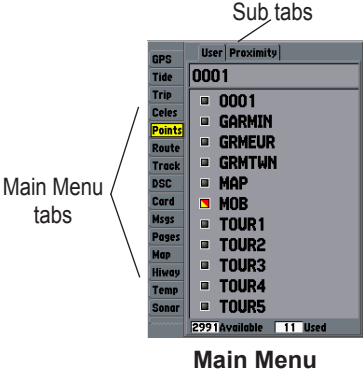 Sub tabs
User Proximity
GPS
Tide
Trip
Celes
Points
Route
Track
DSC
Card
Msgs
Pages
Map
Hiway
Temp
Sonar
0001
0001
GARMIN
GRMEUR
GRMTWN
MAP
MOB
TOUR1
TOUR2
TOUR3
TOUR4
TOUR5
2991 Available 11 Used
Main Menu
tabs
Main Menu